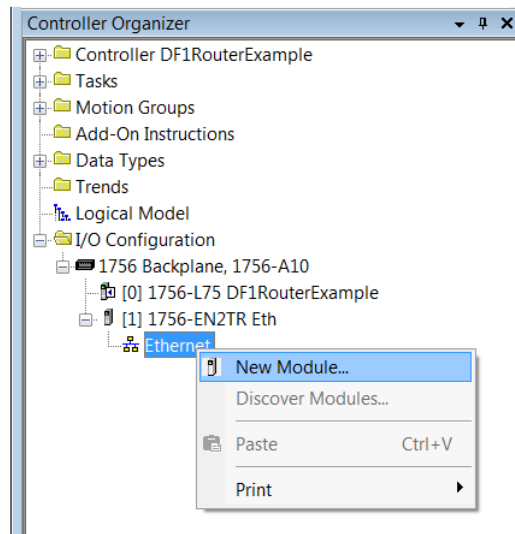 Controller Organizer
Controller DF1RouterExample
Tasks
Motion Groups
Add-On Instructions
Data Types
Trends
Logical Model
I/O Configuration
1756 Backplane, 1756-A10
[0] 1756-L75 DF1RouterExample
[1] 1756-EN2TR Eth
Ethernet
New Module...
Discover Modules...
Paste Ctrl+V
Print